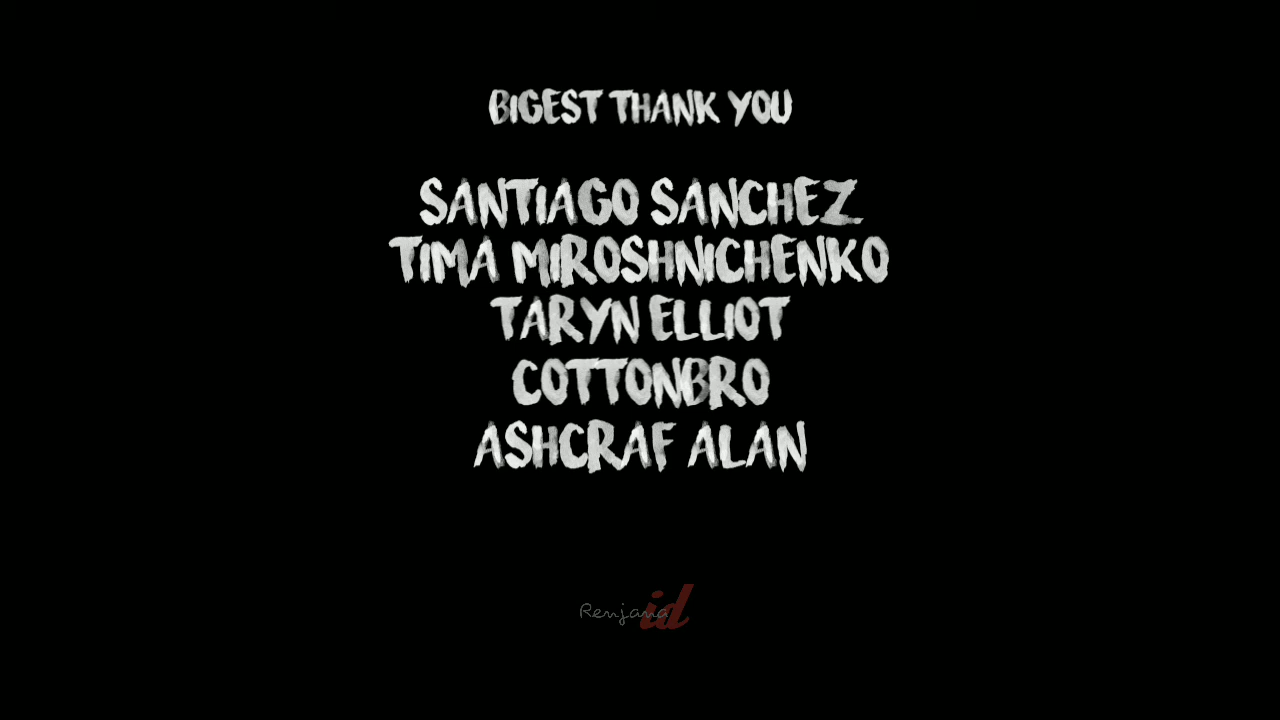 BIGEST THANK YOU
SANTIAGO SANCHEZ
TIMA MIROSHNICHENKO
TARYN ELLIOT
COTTONBRO
ASHCRAF ALAN
Renjana id